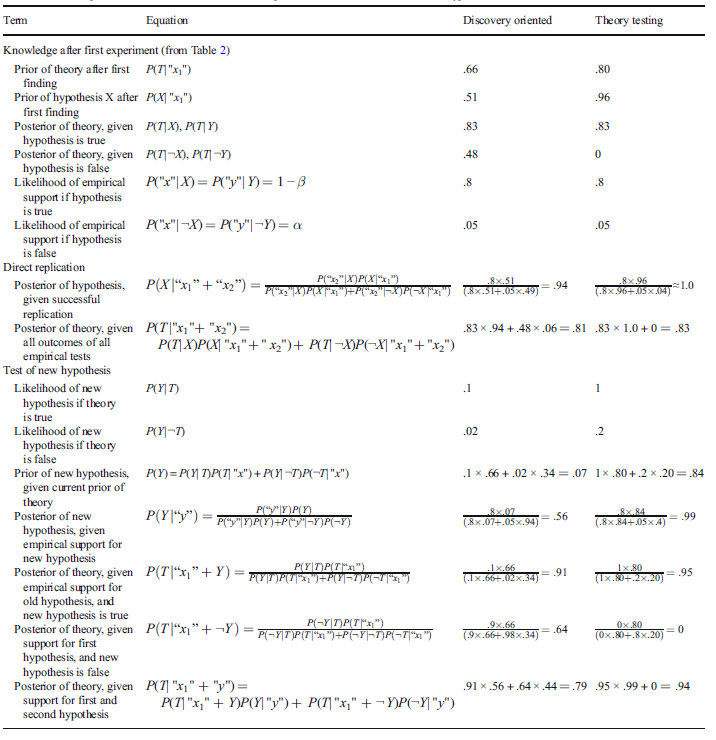 Term Equation Discovery oriented Theory testing
Knowledge after first experiment (from Table 2)
Prior of theory after first P(T|"x₁") .66 .80
finding
Prior of hypothesis X after P(X|"x₁") .51 .96
first finding
Posterior of theory, given P(T|X), P(T|Y) .83 .83
hypothesis is true
Posterior of theory, given P(T|¬X), P(T|¬Y) .48 0
hypothesis is false
Likelihood of empirical P("x"|X) = P("y"|Y) = 1 − β .8 .8
support if hypothesis
is true
Likelihood of empirical P("x"|¬X) = P("y"|¬Y) = α .05 .05
support if hypothesis
is false
Direct replication
Posterior of hypothesis, P(X|“x₁” + “x₂”) = P(“x₂”|X)P(X|“x₁”) / P(“x₂”|X)P(X|“x₁”)+P(“x₂”|¬X)P(¬X|“x₁”) .8×.51 / (.8×.51+.05×.49) = .94 .8×.96 / (.8×.96+.05×.04) ≈1.0
given successful
replication
Posterior of theory, given P(T|"x₁"+ "x₂") = .83 × .94 + .48 × .06 = .81 .83 × 1.0 + 0 = .83
all outcomes of all P(T|X)P(X|"x₁"+" x₂")+ P(T|¬X)P(¬X|"x₁"+"x₂")
empirical tests
Test of new hypothesis
Likelihood of new P(Y|T) .1 1
hypothesis if theory
is true
Likelihood of new P(Y|¬T) .02 .2
hypothesis if theory
is false
Prior of new hypothesis, P(Y) = P(Y|T)P(T|"x") + P(Y|¬T)P(¬T|"x") .1 × .66 + .02 × .34 = .07 1× .80 + .2 × .20 = .84
given current prior of
theory
Posterior of new P(Y|“y”) = P(“y”|Y)P(Y) / P(“y”|Y)P(Y)+P(“y”|¬Y)P(¬Y) .8×.07 / (.8×.07+.05×.94) = .56 .8×.84 / (.8×.84+.05×.4) = .99
hypothesis, given
empirical support for
new hypothesis
Posterior of theory, given P(T|“x₁” + Y) = P(Y|T)P(T|“x₁”) / P(Y|T)P(T|“x₁”)+P(Y|¬T)P(¬T|“x₁”) .1×.66 / (.1×.66+.02×.34) = .91 1×.80 / (1×.80+.2×.20) = .95
empirical support for
old hypothesis, and
new hypothesis is true
Posterior of theory, given P(T|“x₁” + ¬Y) = P(¬Y|T)P(T|“x₁”) / P(¬Y|T)P(T|“x₁”)+P(¬Y|¬T)P(¬T|“x₁”) .9×.66 / (.9×.66+.98×.34) = .64 0×.80 / (0×.80+.8×.20) = 0
support for first
hypothesis, and new
hypothesis is false
Posterior of theory, given P(T|"x₁" + "y") = .91 × .56 + .64 × .44 = .79 .95 × .99 + 0 = .94
support for first and P(T|"x₁" + Y)P(Y|"y")+ P(T|"x₁" + ¬Y)P(¬Y|"y")
second hypothesis